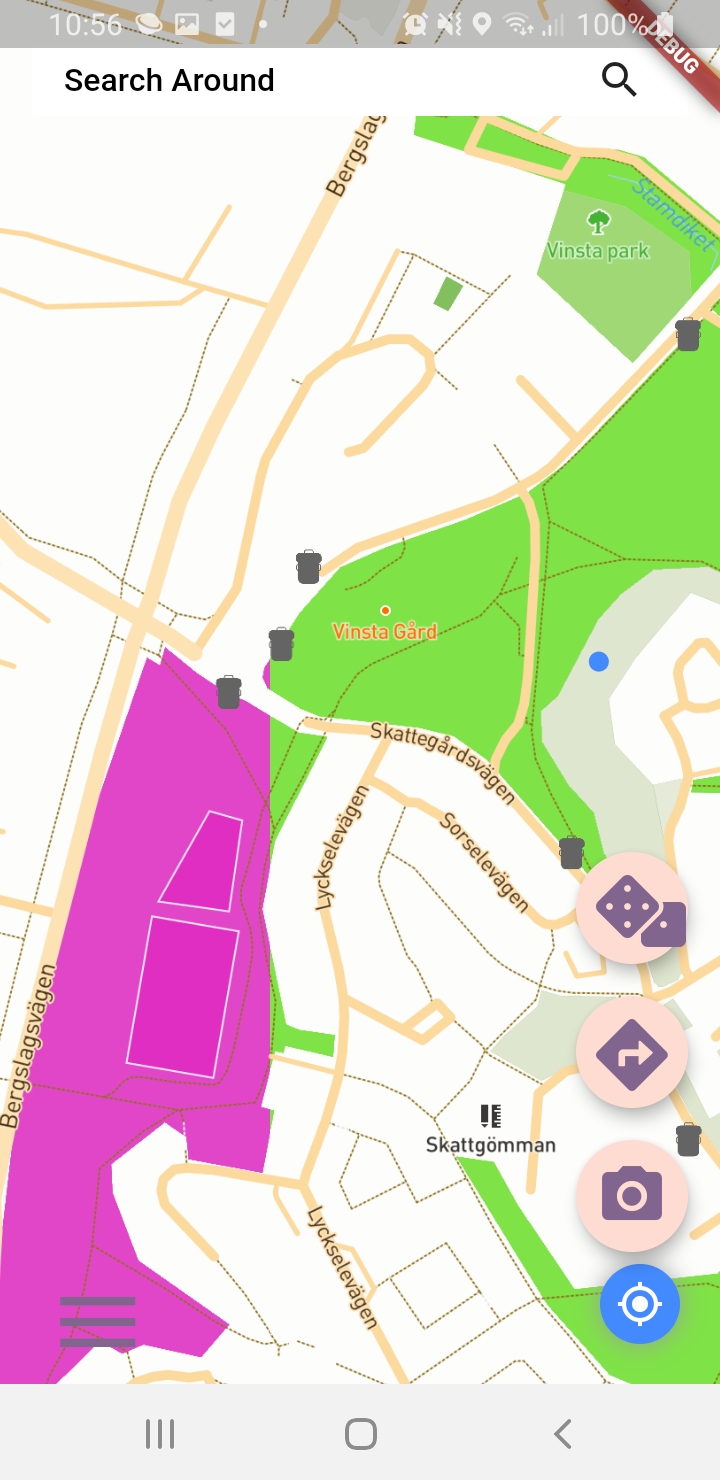 10:56
100%
DEBUG
Search Around
Bergslag
Stamdiket
Vinsta park
Vinsta Gård
Skattegårdsvägen
Lyckselevägen
Sorselevägen
Bergslagsvägen
Skattgömman
Lyckselevägen